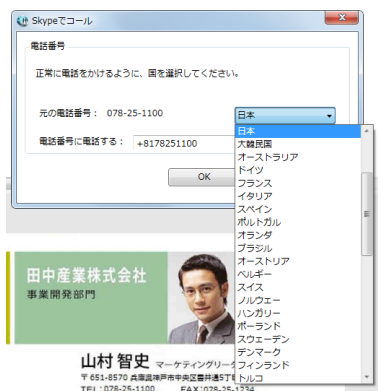 Skypeでコール
電話番号
正常に電話をかけるように、国を選択してください。
元の電話番号： 078-25-1100
日本
電話番号に電話する：
+8178251100
OK
日本
大韓民国
オーストラリア
ドイツ
フランス
イタリア
スペイン
ポルトガル
オランダ
ブラジル
オーストリア
ベルギー
スイス
ノルウェー
ハンガリー
ポーランド
スウェーデン
デンマーク
フィンランド
トルコ
田中産業株式会社
事業開発部門
山村 智史 マーケティングリーダ
〒651-8570 兵庫県神戸市中央区雲井通5丁
TEL:078-25-1100 FAX:078-25-1234